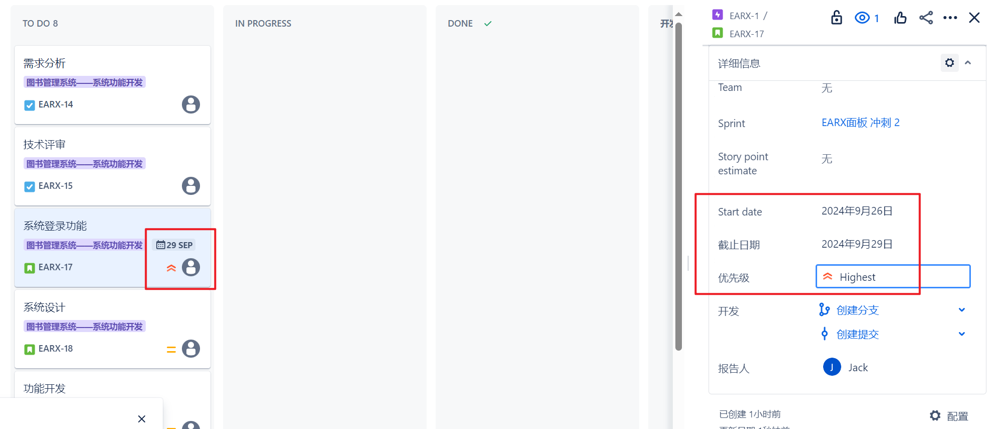 TO DO 8
需求分析
图书管理系统——系统功能开发
EARX-14
技术评审
图书管理系统——系统功能开发
EARX-15
系统登录功能
图书管理系统——系统功能开发
29 SEP
EARX-17
系统设计
图书管理系统——系统功能开发
EARX-18
功能开发
IN PROGRESS
DONE
开
EARX-1 /
EARX-17
1
详细信息
Team
无
Sprint
EARX面板 冲刺 2
Story point
estimate
无
Start date
2024年9月26日
截止日期
2024年9月29日
优先级
Highest
开发
创建分支
创建提交
报告人
J
Jack
已创建 1小时前
配置